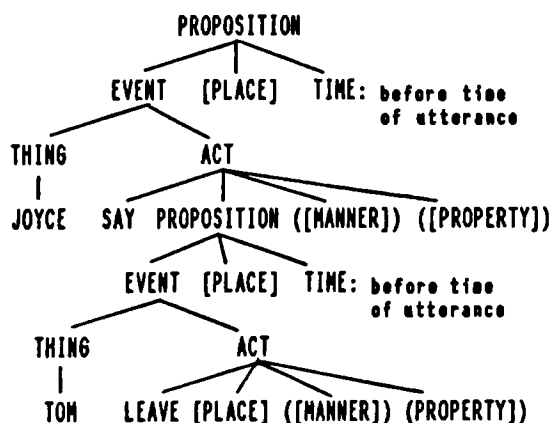 PROPOSITION
EVENT [PLACE] TIME: before time
of utterance
THING ACT
JOYCE SAY PROPOSITION ([MANNER]) ([PROPERTY])
EVENT [PLACE] TIME: before time
of utterance
THING ACT
TOM LEAVE [PLACE] ([MANNER]) (PROPERTY])